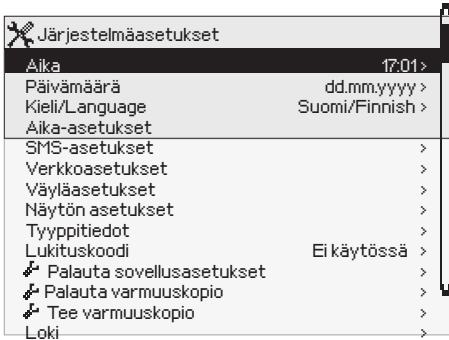 Järjestelmäasetukset
Aika 17:01 >
Päivämäärä dd.mm.yyyy >
Kieli/Language Suomi/Finnish >
Aika-asetukset
SMS-asetukset >
Verkkoasetukset >
Väyläasetukset >
Näytön asetukset >
Tyyppitiedot >
Lukituskoodi Ei käytössä >
Palauta sovellusasetukset >
Palauta varmuuskopio >
Tee varmuuskopio >
Loki >